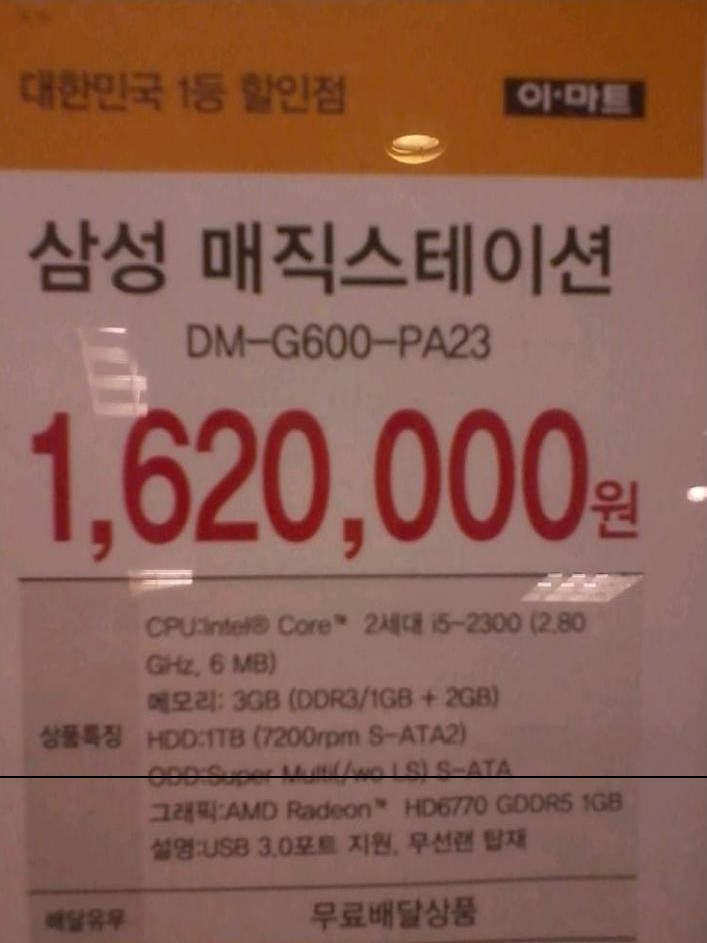 대한민국 1등 할인점 이·마트
삼성 매직스테이션
DM-G600-PA23
1,620,000원
상품특징
CPU:Intel® Core™ 2세대 i5-2300 (2.80
GHz, 6 MB)
메모리: 3GB (DDR3/1GB + 2GB)
HDD:1TB (7200rpm S-ATA2)
ODD:Super Multi(/wo LS) S-ATA
그래픽:AMD Radeon™ HD6770 GDDR5 1GB
설명:USB 3.0포트 지원, 무선랜 탑재
배달유무 무료배달상품